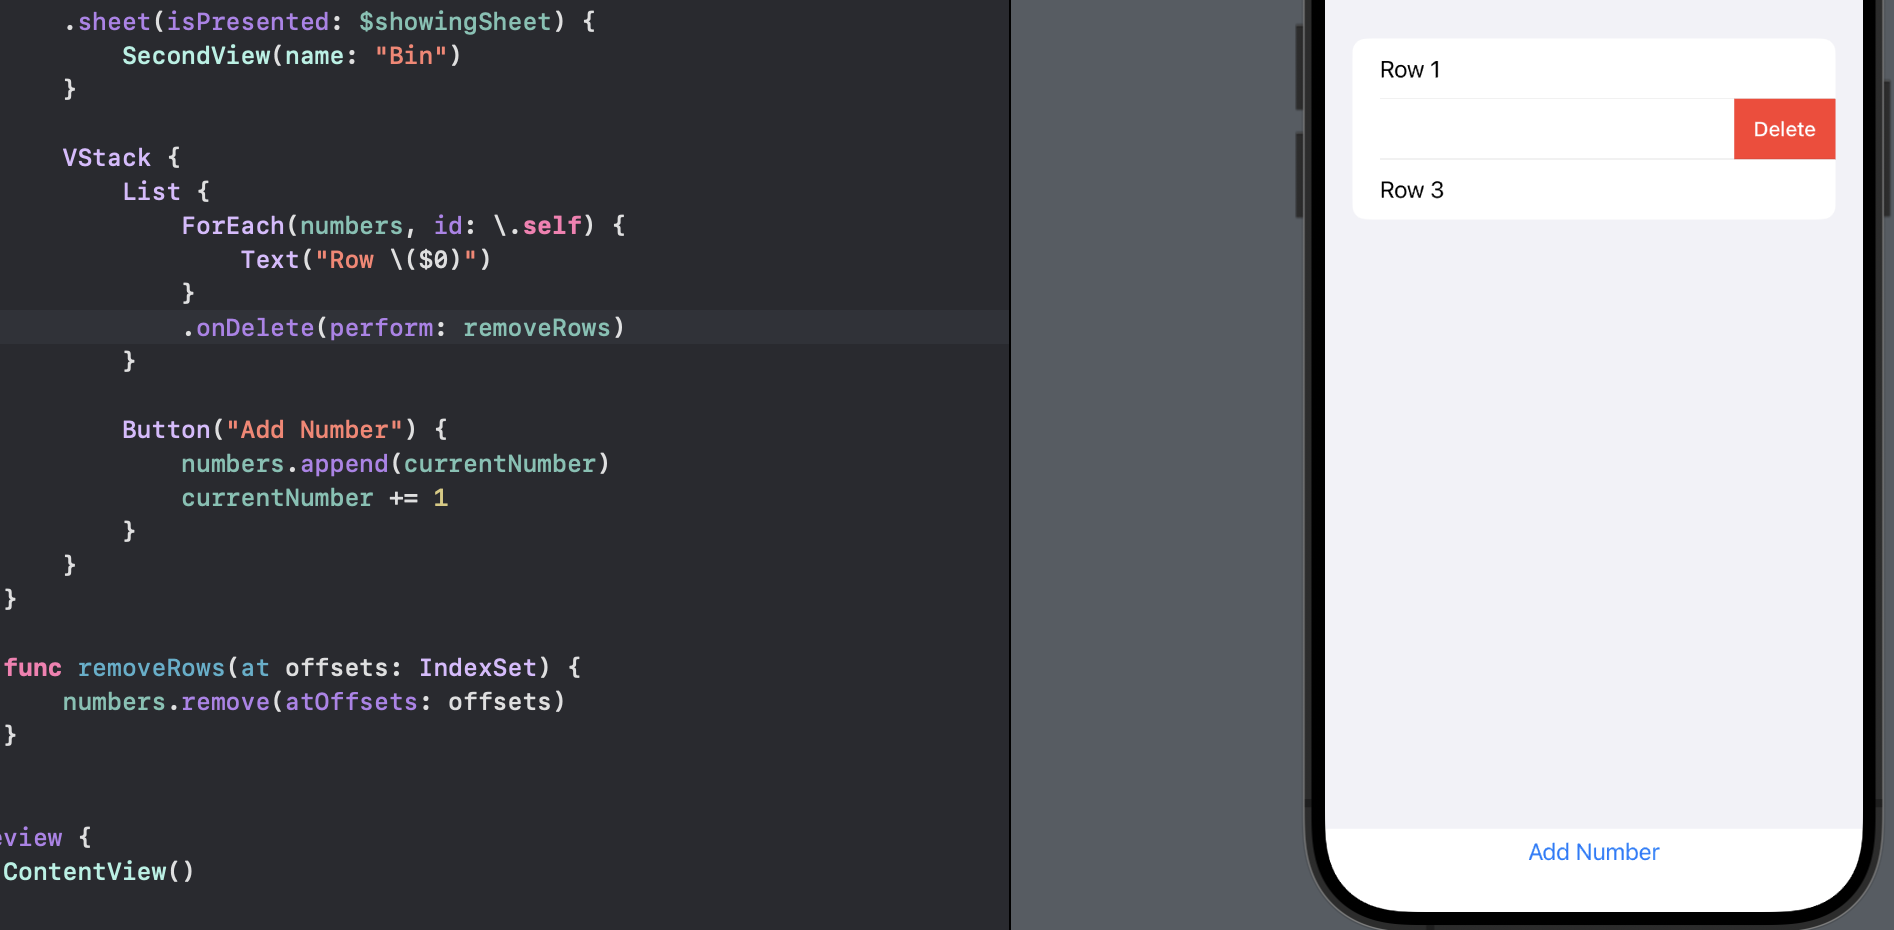 .sheet(isPresented: $showingSheet) {
SecondView(name: "Bin")
}
VStack {
List {
ForEach(numbers, id: \.self) {
Text("Row \($0)")
}
.onDelete(perform: removeRows)
}
Button("Add Number") {
numbers.append(currentNumber)
currentNumber += 1
}
}
}
func removeRows(at offsets: IndexSet) {
numbers.remove(atOffsets: offsets)
}
eview {
ContentView()
Row 1
Delete
Row 3
Add Number